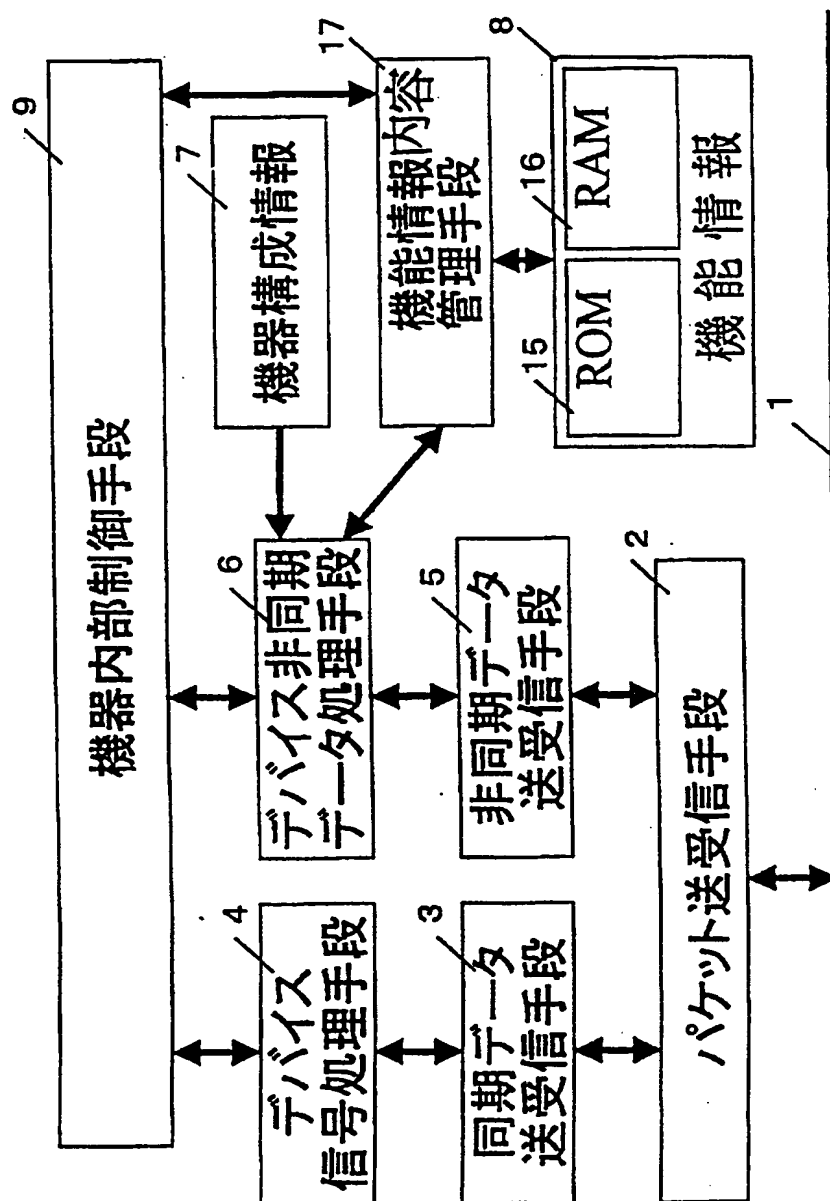 9
機器内部制御手段
4
デバイス
信号処理手段
6
デバイス非同期
データ処理手段
7
機器構成情報
17
機能情報内容
管理手段
3
同期データ
送受信手段
5
非同期データ
送受信手段
15
ROM
16
RAM
8
機能情報
2
パケット送受信手段
1